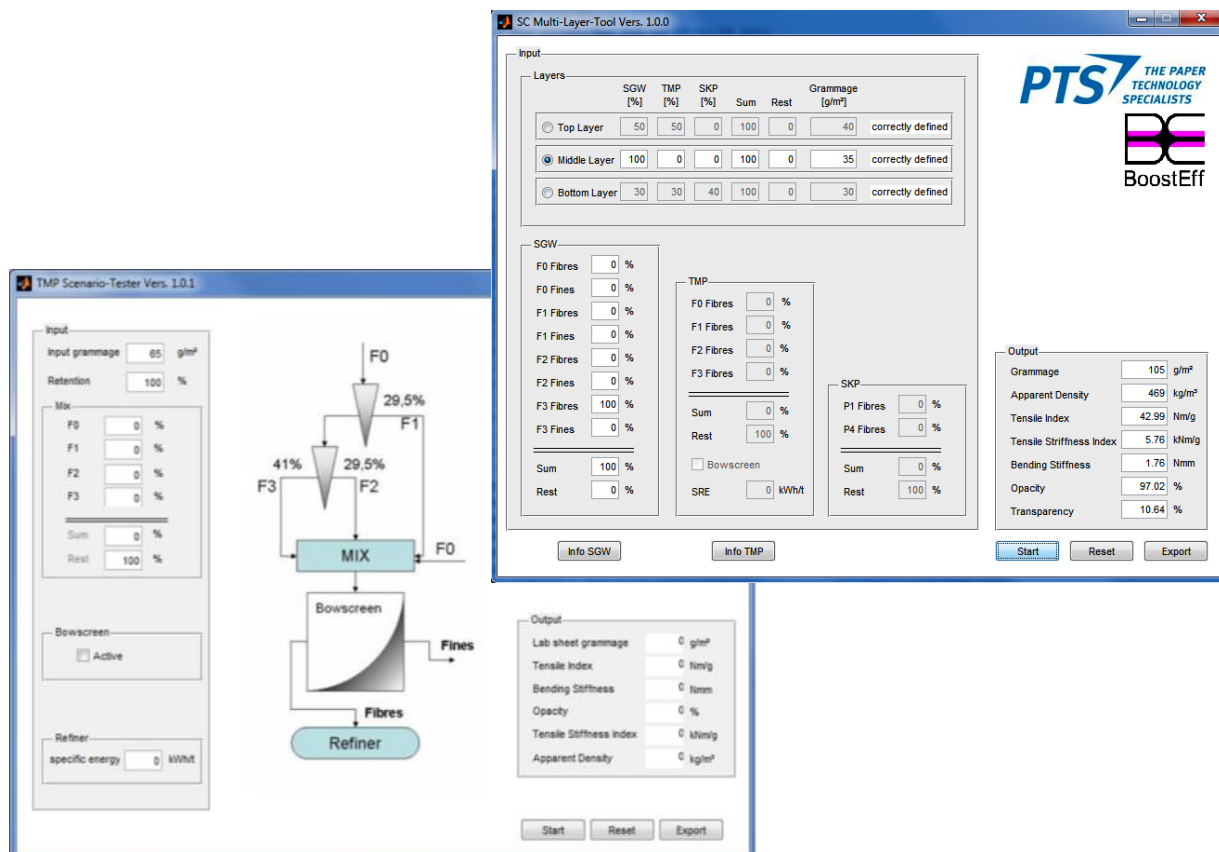 SC Multi-Layer-Tool Vers. 1.0.0
Input
Layers
SGW [%] TMP [%] SKP [%] Sum Rest Grammage [g/m²]
Top Layer 50 50 0 100 0 40 correctly defined
Middle Layer 100 0 0 100 0 35 correctly defined
Bottom Layer 30 30 40 100 0 30 correctly defined
PTS THE PAPER TECHNOLOGY SPECIALISTS
BoostEff
SGW
F0 Fibres 0 %
F0 Fines 0 %
F1 Fibres 0 %
F1 Fines 0 %
F2 Fibres 0 %
F2 Fines 0 %
F3 Fibres 100 %
F3 Fines 0 %
Sum 100 %
Rest 0 %
TMP
F0 Fibres 0 %
F1 Fibres 0 %
F2 Fibres 0 %
F3 Fibres 0 %
Sum 0 %
Rest 100 %
Bowscreen
SRE 0 kWh/t
SKP
P1 Fibres 0 %
P4 Fibres 0 %
Sum 0 %
Rest 100 %
Output
Grammage 105 g/m²
Apparent Density 469 kg/m³
Tensile Index 42.99 Nm/g
Tensile Striffness Index 5.76 kNm/g
Bending Stiffness 1.76 Nmm
Opacity 97.02 %
Transparency 10.64 %
Info SGW
Info TMP
Start
Reset
Export
TMP Scenario-Tester Vers. 1.0.1
Input
Input grammage 65 g/m²
Retention 100 %
Mix
F0 0 %
F1 0 %
F2 0 %
F3 0 %
Sum 0 %
Rest 100 %
Bowscreen
Active
Refiner
specific energy 0 kWh/t
F0
29,5%
F1
41%
29,5%
F3
F2
MIX
F0
Bowscreen
Fines
Fibres
Refiner
Output
Lab sheet grammage 0 g/m²
Tensile Index 0 Nm/g
Bending Stiffness 0 Nmm
Opacity 0 %
Tensile Stiffness Index 0 kNm/g
Apparent Density 0 kg/m³
Start
Reset
Export